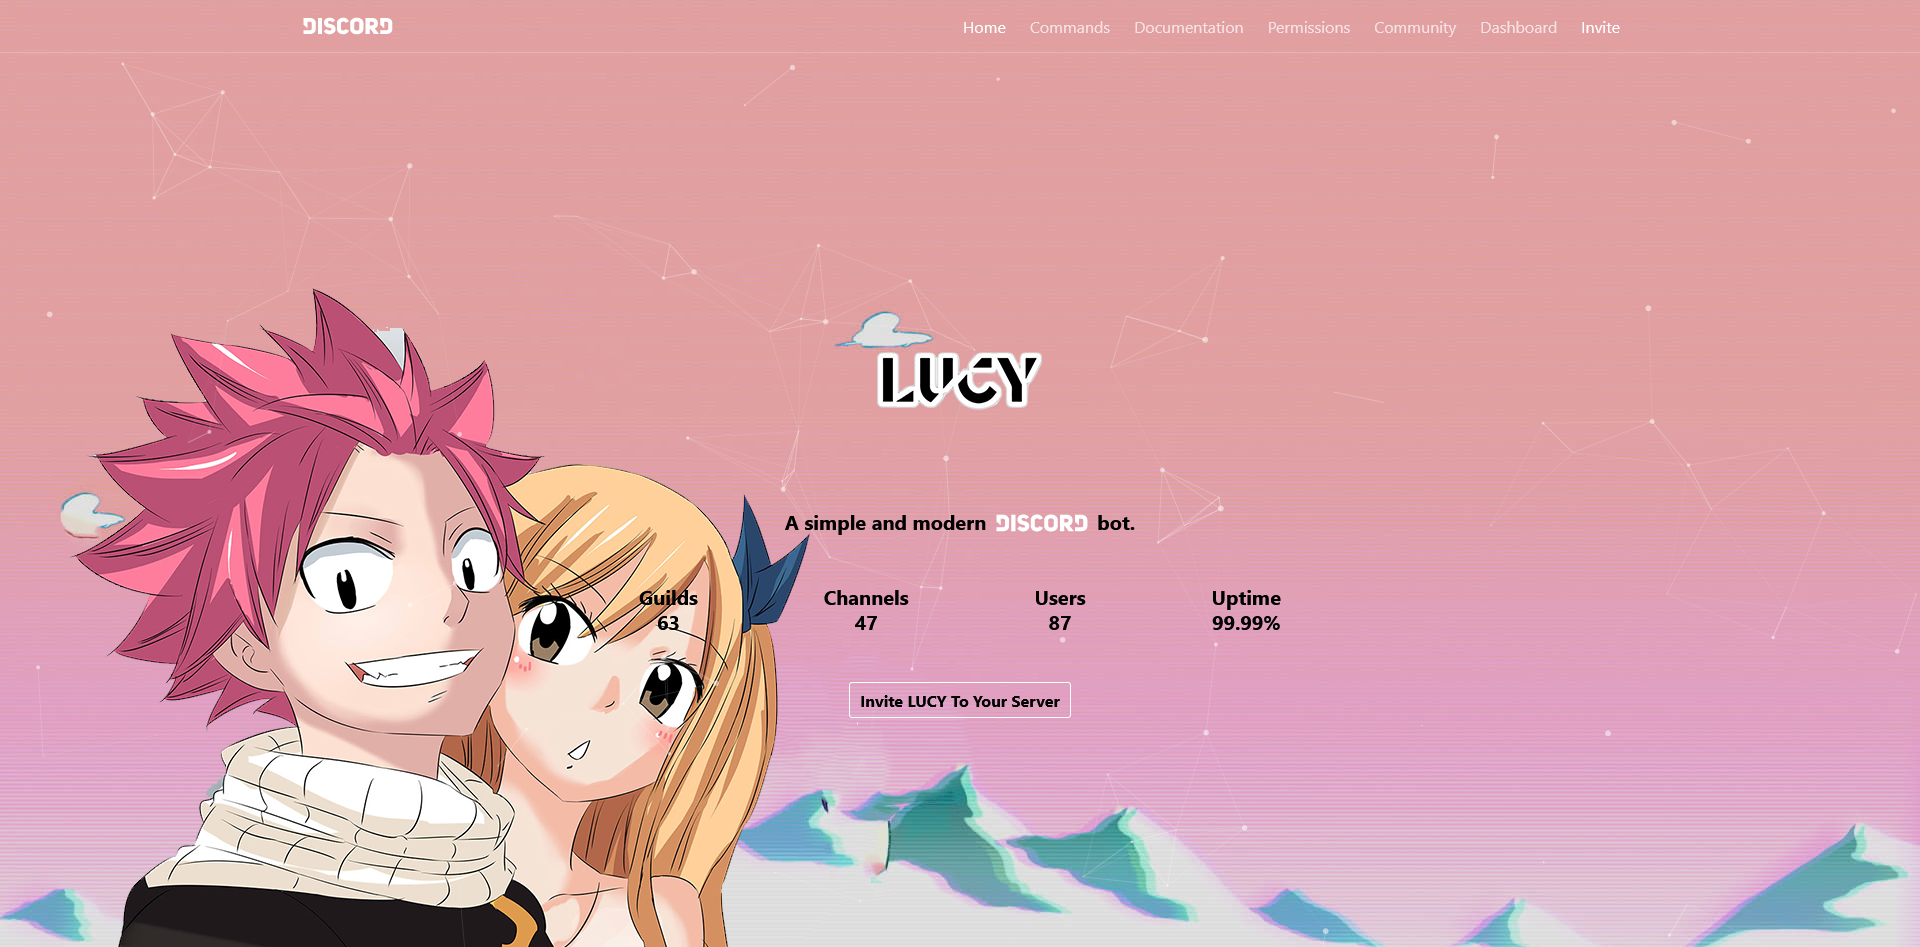 DISCORD Home Commands Documentation Permissions Community Dashboard Invite
LUCY
A simple and modern DISCORD bot.
Guilds Channels Users Uptime
63 47 87 99.99%
Invite LUCY To Your Server